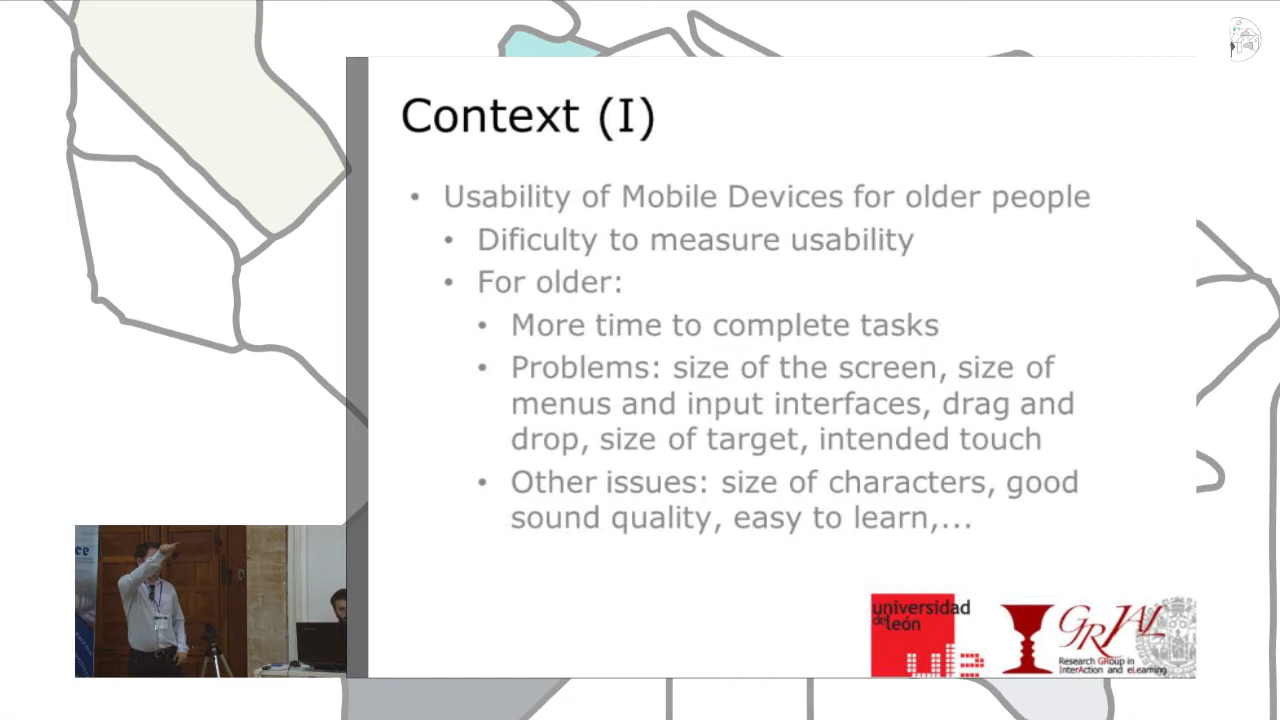 Context (I)
• Usability of Mobile Devices for older people
• Dificulty to measure usability
• For older:
• More time to complete tasks
• Problems: size of the screen, size of
menus and input interfaces, drag and
drop, size of target, intended touch
• Other issues: size of characters, good
sound quality, easy to learn,...
universidad
de león
GRIAL
Research GRoup in
InterAction and eLearning